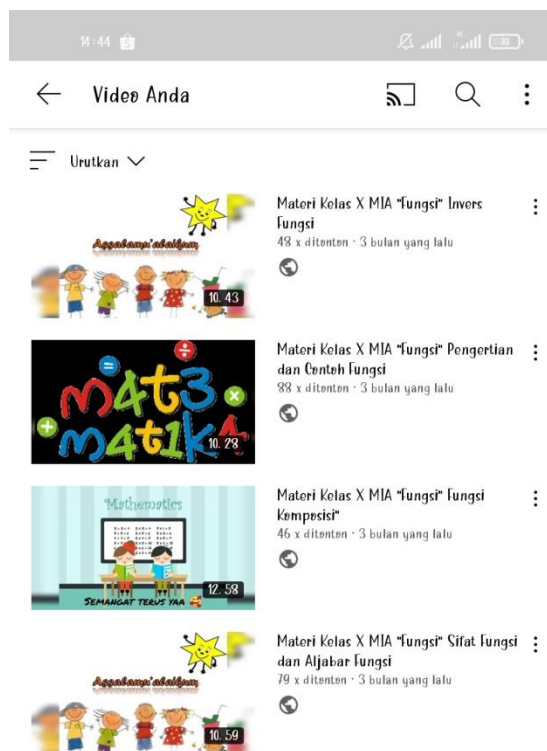 14:44
Video Anda
Urutkan
Assalamu'alaikum
10.43
Materi Kelas X MIA "Fungsi" Invers
Fungsi
48 x ditonton · 3 bulan yang lalu
m4t3
m4t1k4
10.28
Materi Kelas X MIA "Fungsi" Pengertian
dan Contoh Fungsi
88 x ditonton · 3 bulan yang lalu
Mathematics
SEMANGAT TERUS YAA
12.58
Materi Kelas X MIA "Fungsi" Fungsi
Komposisi"
46 x ditonton · 3 bulan yang lalu
Assalamu'alaikum
10.59
Materi Kelas X MIA "Fungsi" Sifat Fungsi
dan Aljabar Fungsi
79 x ditonton · 3 bulan yang lalu